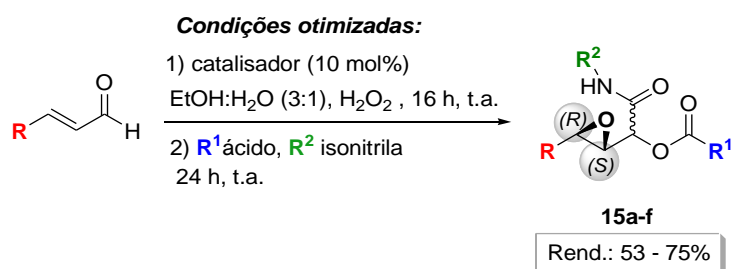 Condições otimizadas:
1) catalisador (10 mol%)
EtOH:H₂O (3:1), H₂O₂ , 16 h, t.a.
2) R¹ácido, R² isonitrila
24 h, t.a.
O
R
H
R²
HN
O
O
(R)
O
R
(S)
O
R¹
15a-f
Rend.: 53 - 75%